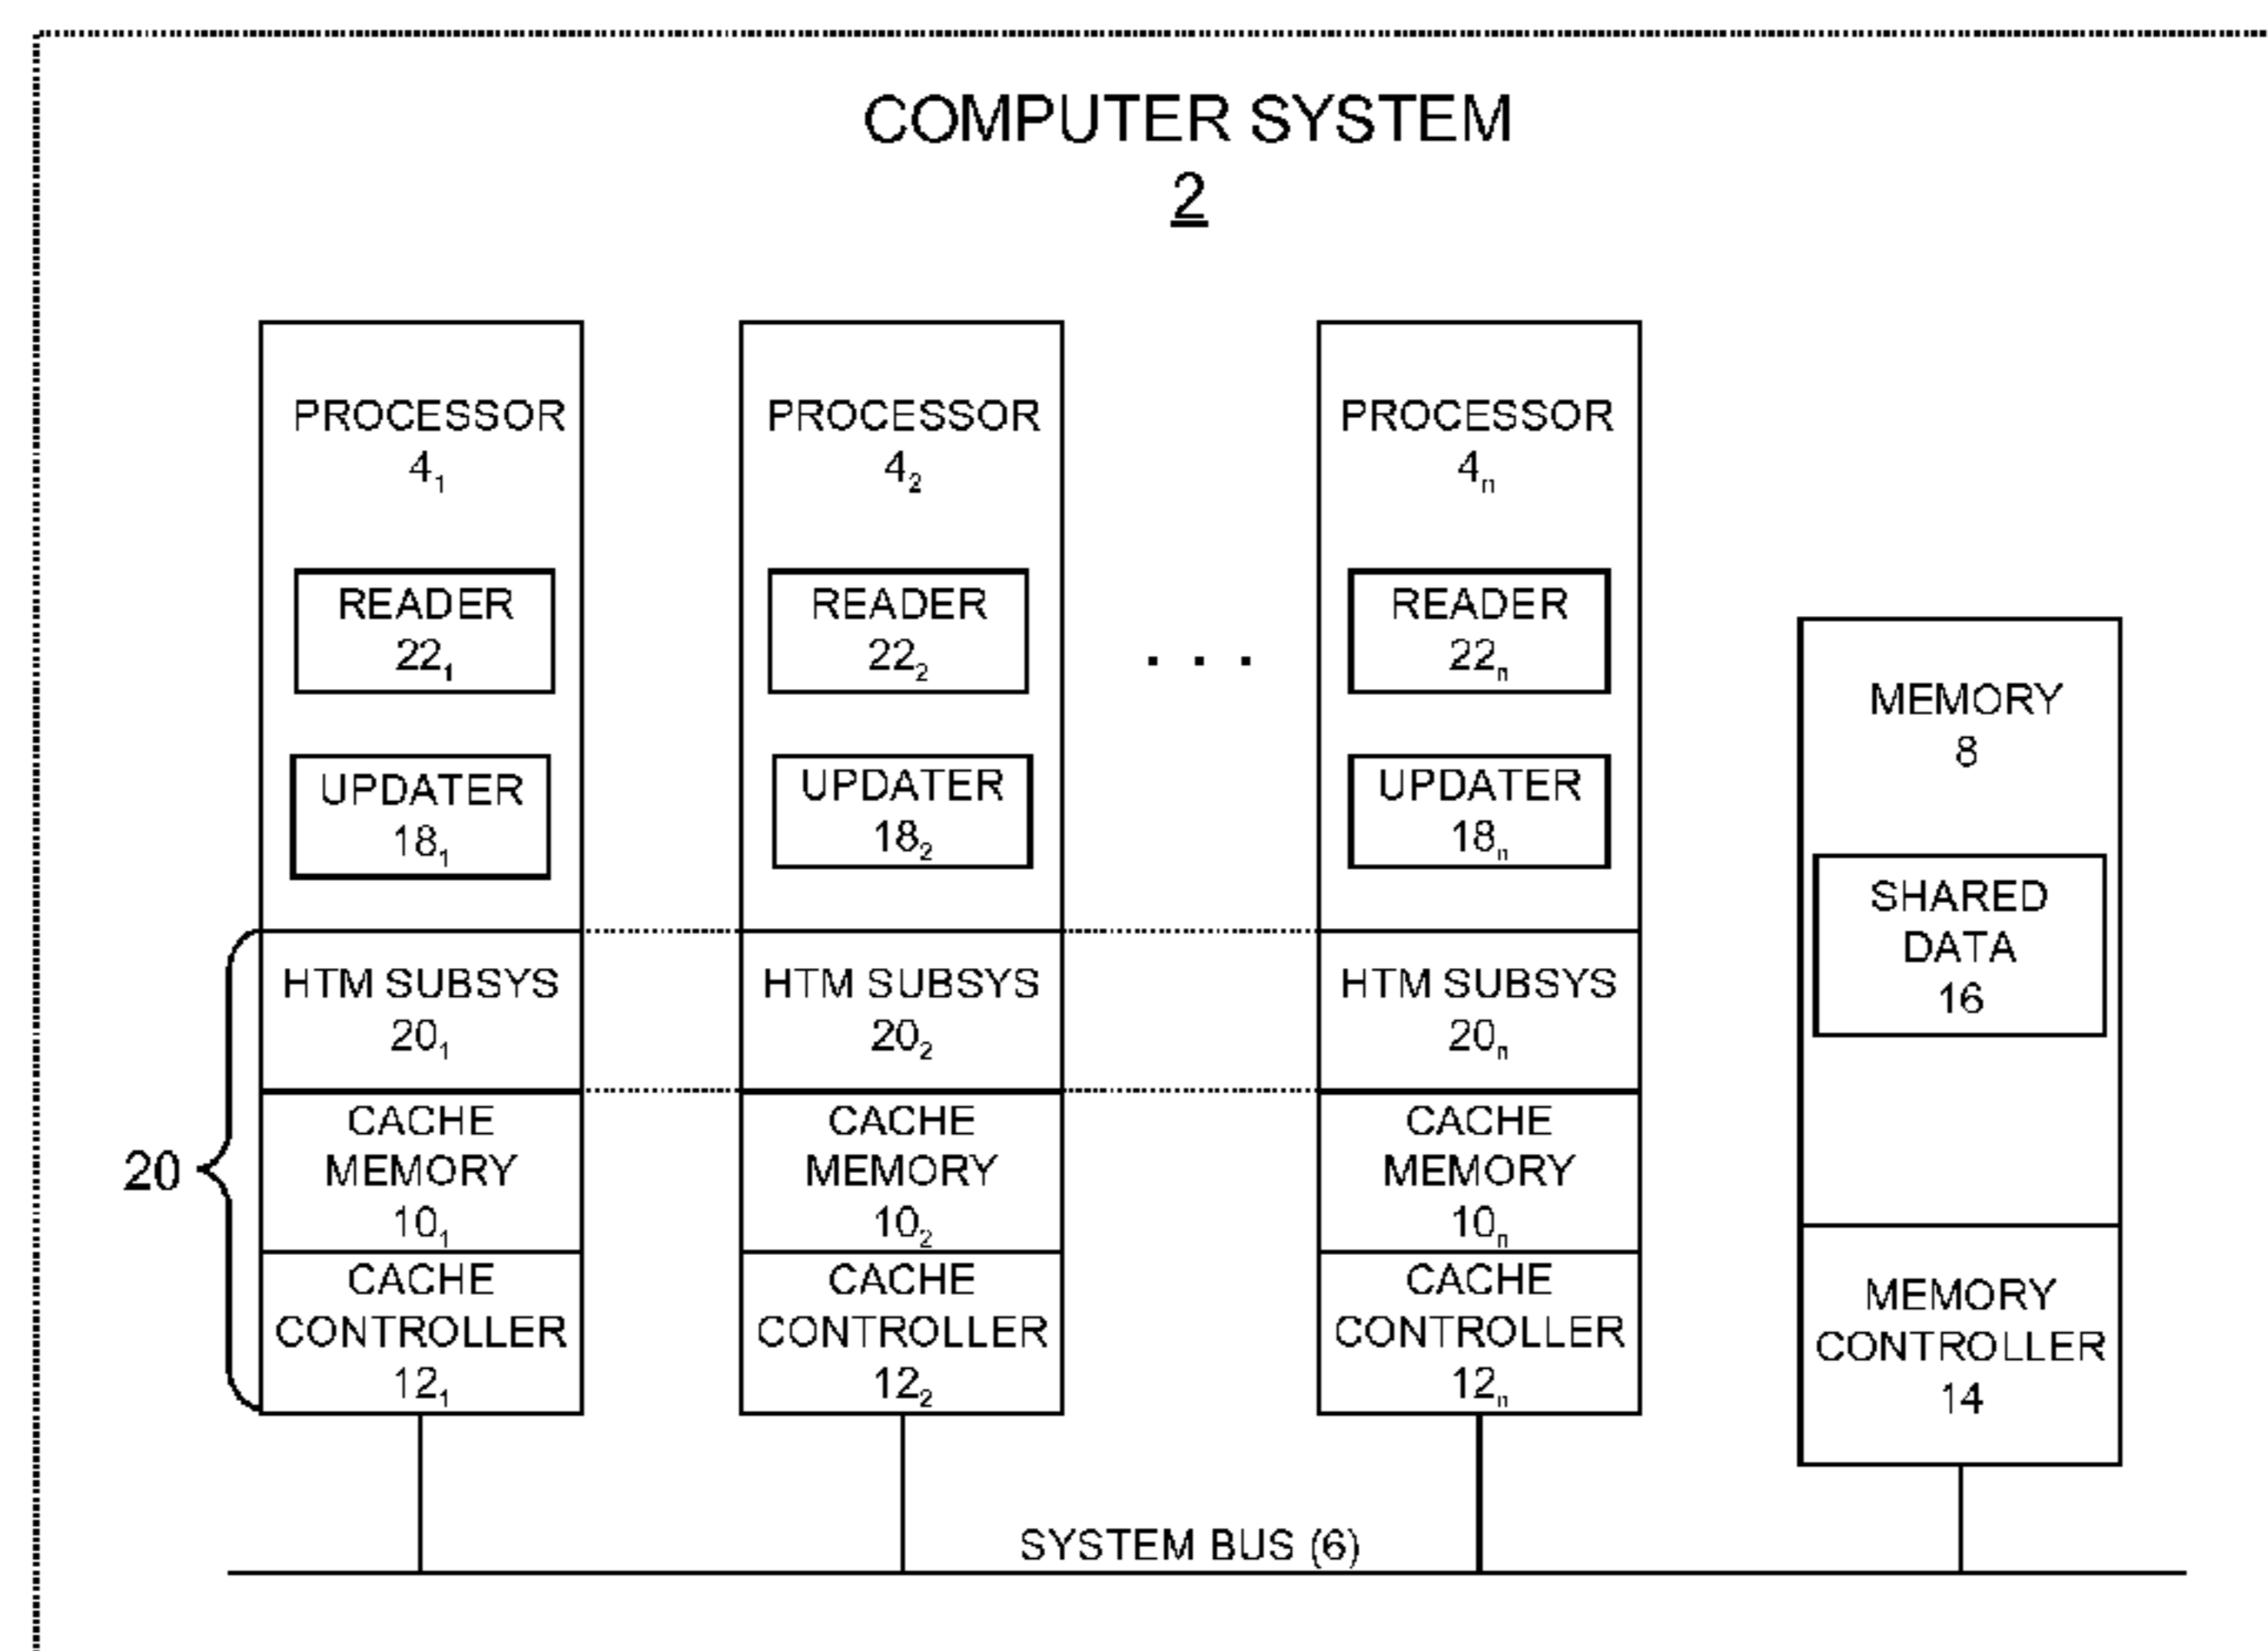 COMPUTER SYSTEM
2
PROCESSOR
4₁
READER
22₁
UPDATER
18₁
HTM SUBSYS
20₁
CACHE
MEMORY
10₁
CACHE
CONTROLLER
12₁
20
PROCESSOR
4₂
READER
22₂
UPDATER
18₂
HTM SUBSYS
20₂
CACHE
MEMORY
10₂
CACHE
CONTROLLER
12₂
. . .
PROCESSOR
4ₙ
READER
22ₙ
UPDATER
18ₙ
HTM SUBSYS
20ₙ
CACHE
MEMORY
10ₙ
CACHE
CONTROLLER
12ₙ
MEMORY
8
SHARED
DATA
16
MEMORY
CONTROLLER
14
SYSTEM BUS (6)